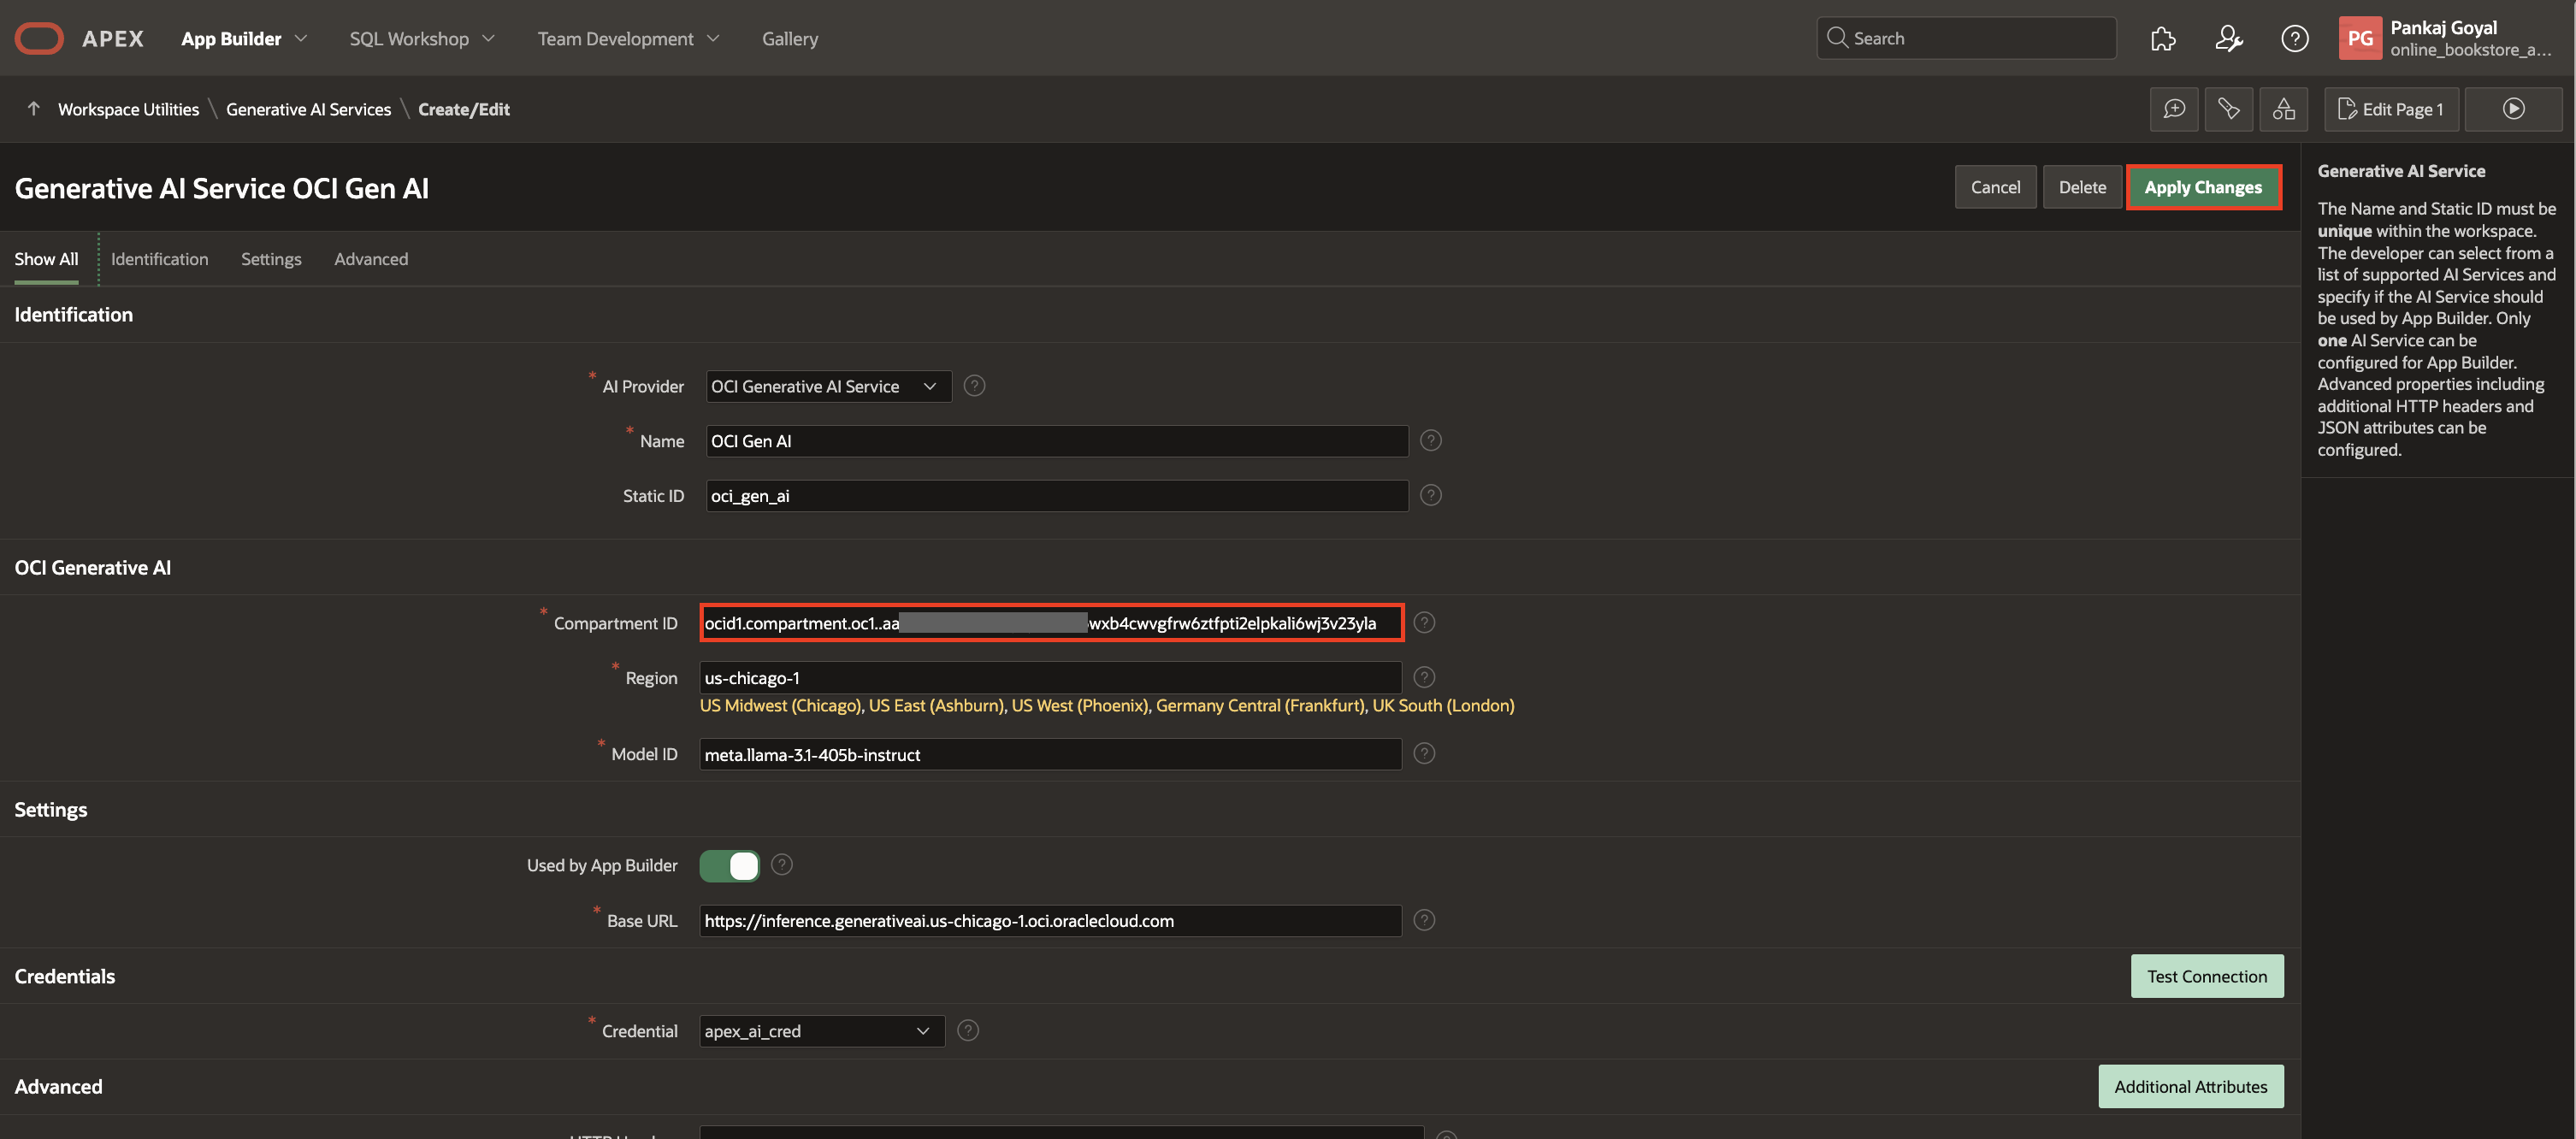 APEX App Builder SQL Workshop Team Development Gallery Search PG Pankaj Goyal
online_bookstore_a...
Workspace Utilities \ Generative AI Services \ Create/Edit Edit Page 1
Generative AI Service OCI Gen AI Cancel Delete Apply Changes
Show All Identification Settings Advanced
Identification
* AI Provider OCI Generative AI Service ?
* Name OCI Gen AI ?
Static ID oci_gen_ai ?
OCI Generative AI
* Compartment ID ocid1.compartment.oc1..aa wxb4cwvgfrw6ztfpti2elpkali6wj3v23yla ?
* Region us-chicago-1 ?
US Midwest (Chicago), US East (Ashburn), US West (Phoenix), Germany Central (Frankfurt), UK South (London)
* Model ID meta.llama-3.1-405b-instruct ?
Settings
Used by App Builder ?
* Base URL https://inference.generativeai.us-chicago-1.oci.oraclecloud.com ?
Credentials Test Connection
* Credential apex_ai_cred ?
Advanced Additional Attributes
Generative AI Service
The Name and Static ID must be
unique within the workspace.
The developer can select from a
list of supported AI Services and
specify if the AI Service should
be used by App Builder. Only
one AI Service can be
configured for App Builder.
Advanced properties including
additional HTTP headers and
JSON attributes can be
configured.